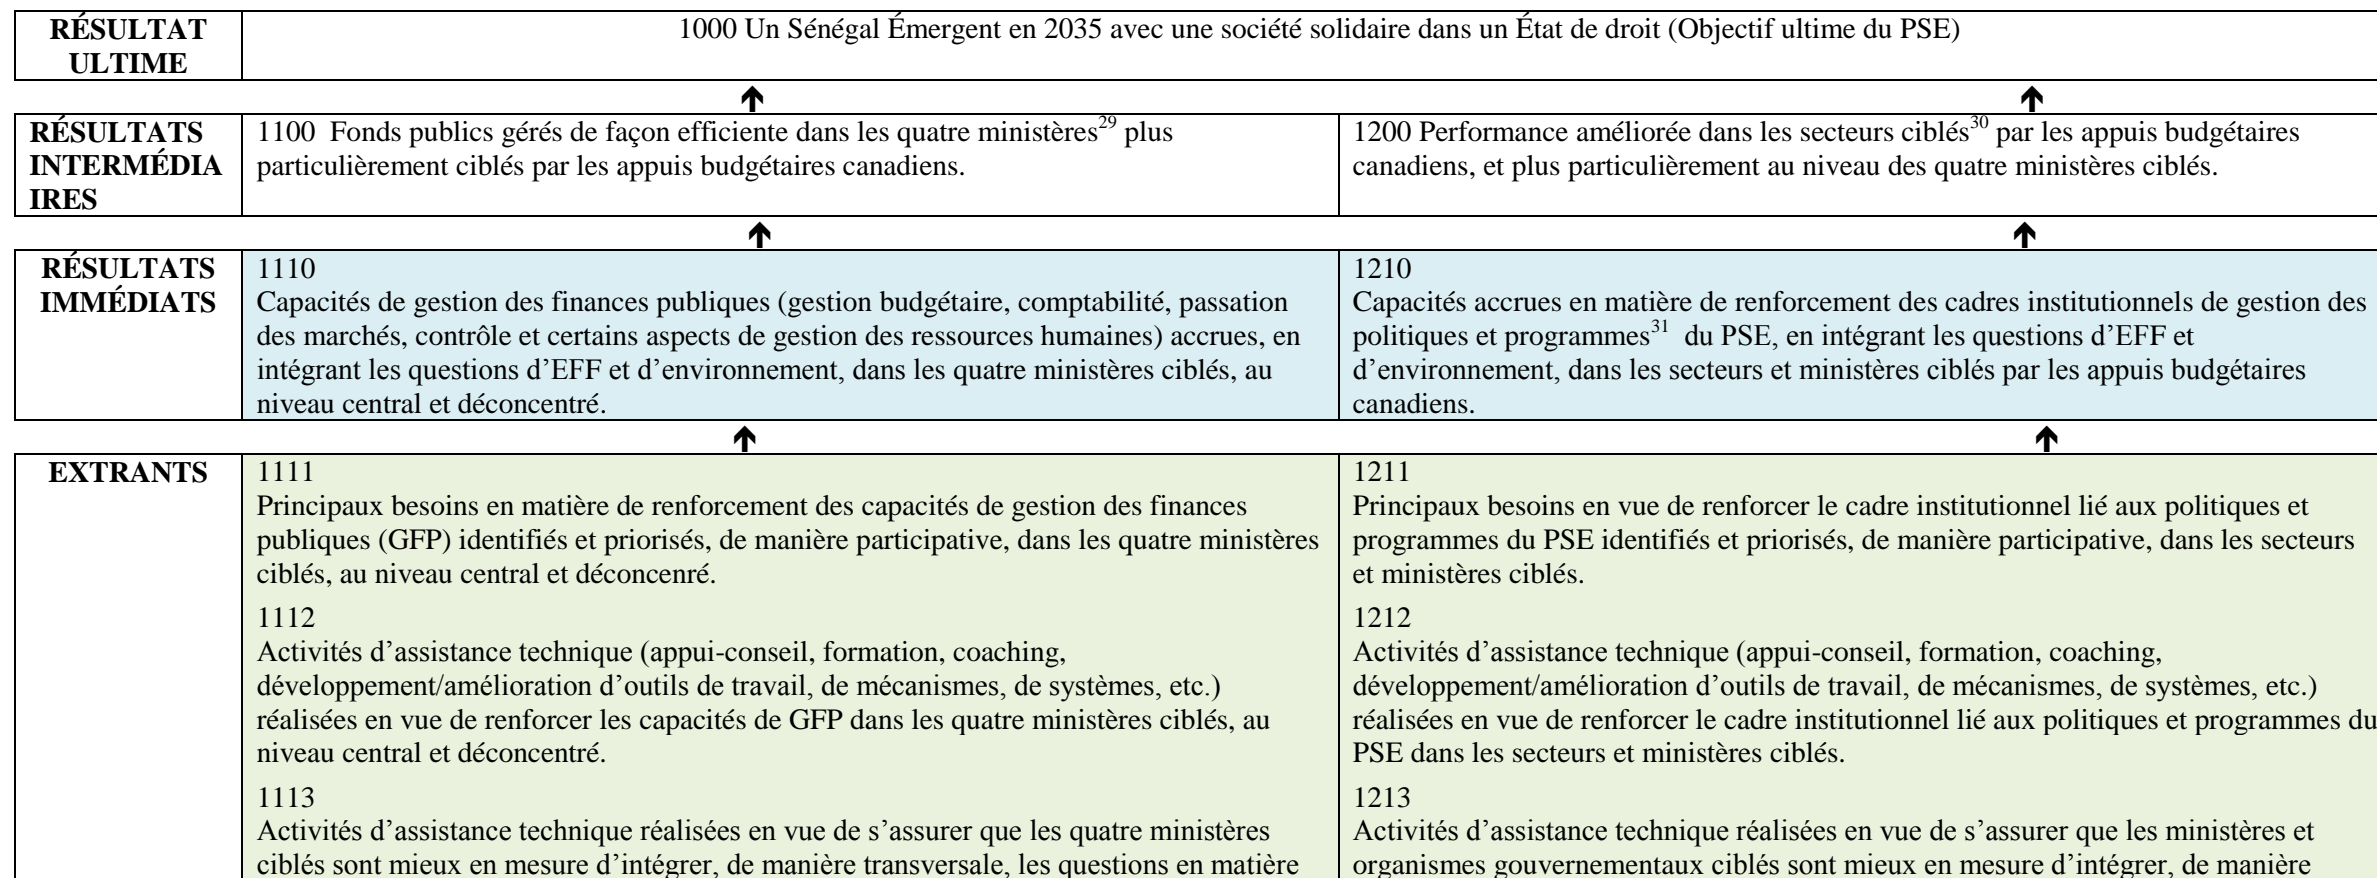 RÉSULTAT
ULTIME
1000 Un Sénégal Émergent en 2035 avec une société solidaire dans un État de droit (Objectif ultime du PSE)
RÉSULTATS
INTERMÉDIA
IRES
1100 Fonds publics gérés de façon efficiente dans les quatre ministères29 plus
particulièrement ciblés par les appuis budgétaires canadiens.
1200 Performance améliorée dans les secteurs ciblés30 par les appuis budgétaires
canadiens, et plus particulièrement au niveau des quatre ministères ciblés.
RÉSULTATS
IMMÉDIATS
1110
Capacités de gestion des finances publiques (gestion budgétaire, comptabilité, passation
des marchés, contrôle et certains aspects de gestion des ressources humaines) accrues, en
intégrant les questions d’EFF et d’environnement, dans les quatre ministères ciblés, au
niveau central et déconcentré.
1210
Capacités accrues en matière de renforcement des cadres institutionnels de gestion des
politiques et programmes31 du PSE, en intégrant les questions d’EFF et
d’environnement, dans les secteurs et ministères ciblés par les appuis budgétaires
canadiens.
EXTRANTS
1111
Principaux besoins en matière de renforcement des capacités de gestion des finances
publiques (GFP) identifiés et priorisés, de manière participative, dans les quatre ministères
ciblés, au niveau central et déconcenré.
1112
Activités d’assistance technique (appui-conseil, formation, coaching,
développement/amélioration d’outils de travail, de mécanismes, de systèmes, etc.)
réalisées en vue de renforcer les capacités de GFP dans les quatre ministères ciblés, au
niveau central et déconcentré.
1113
Activités d’assistance technique réalisées en vue de s’assurer que les quatre ministères
ciblés sont mieux en mesure d’intégrer, de manière transversale, les questions en matière
1211
Principaux besoins en vue de renforcer le cadre institutionnel lié aux politiques et
programmes du PSE identifiés et priorisés, de manière participative, dans les secteurs
et ministères ciblés.
1212
Activités d’assistance technique (appui-conseil, formation, coaching,
développement/amélioration d’outils de travail, de mécanismes, de systèmes, etc.)
réalisées en vue de renforcer le cadre institutionnel lié aux politiques et programmes du
PSE dans les secteurs et ministères ciblés.
1213
Activités d’assistance technique réalisées en vue de s’assurer que les ministères et
organismes gouvernementaux ciblés sont mieux en mesure d’intégrer, de manière